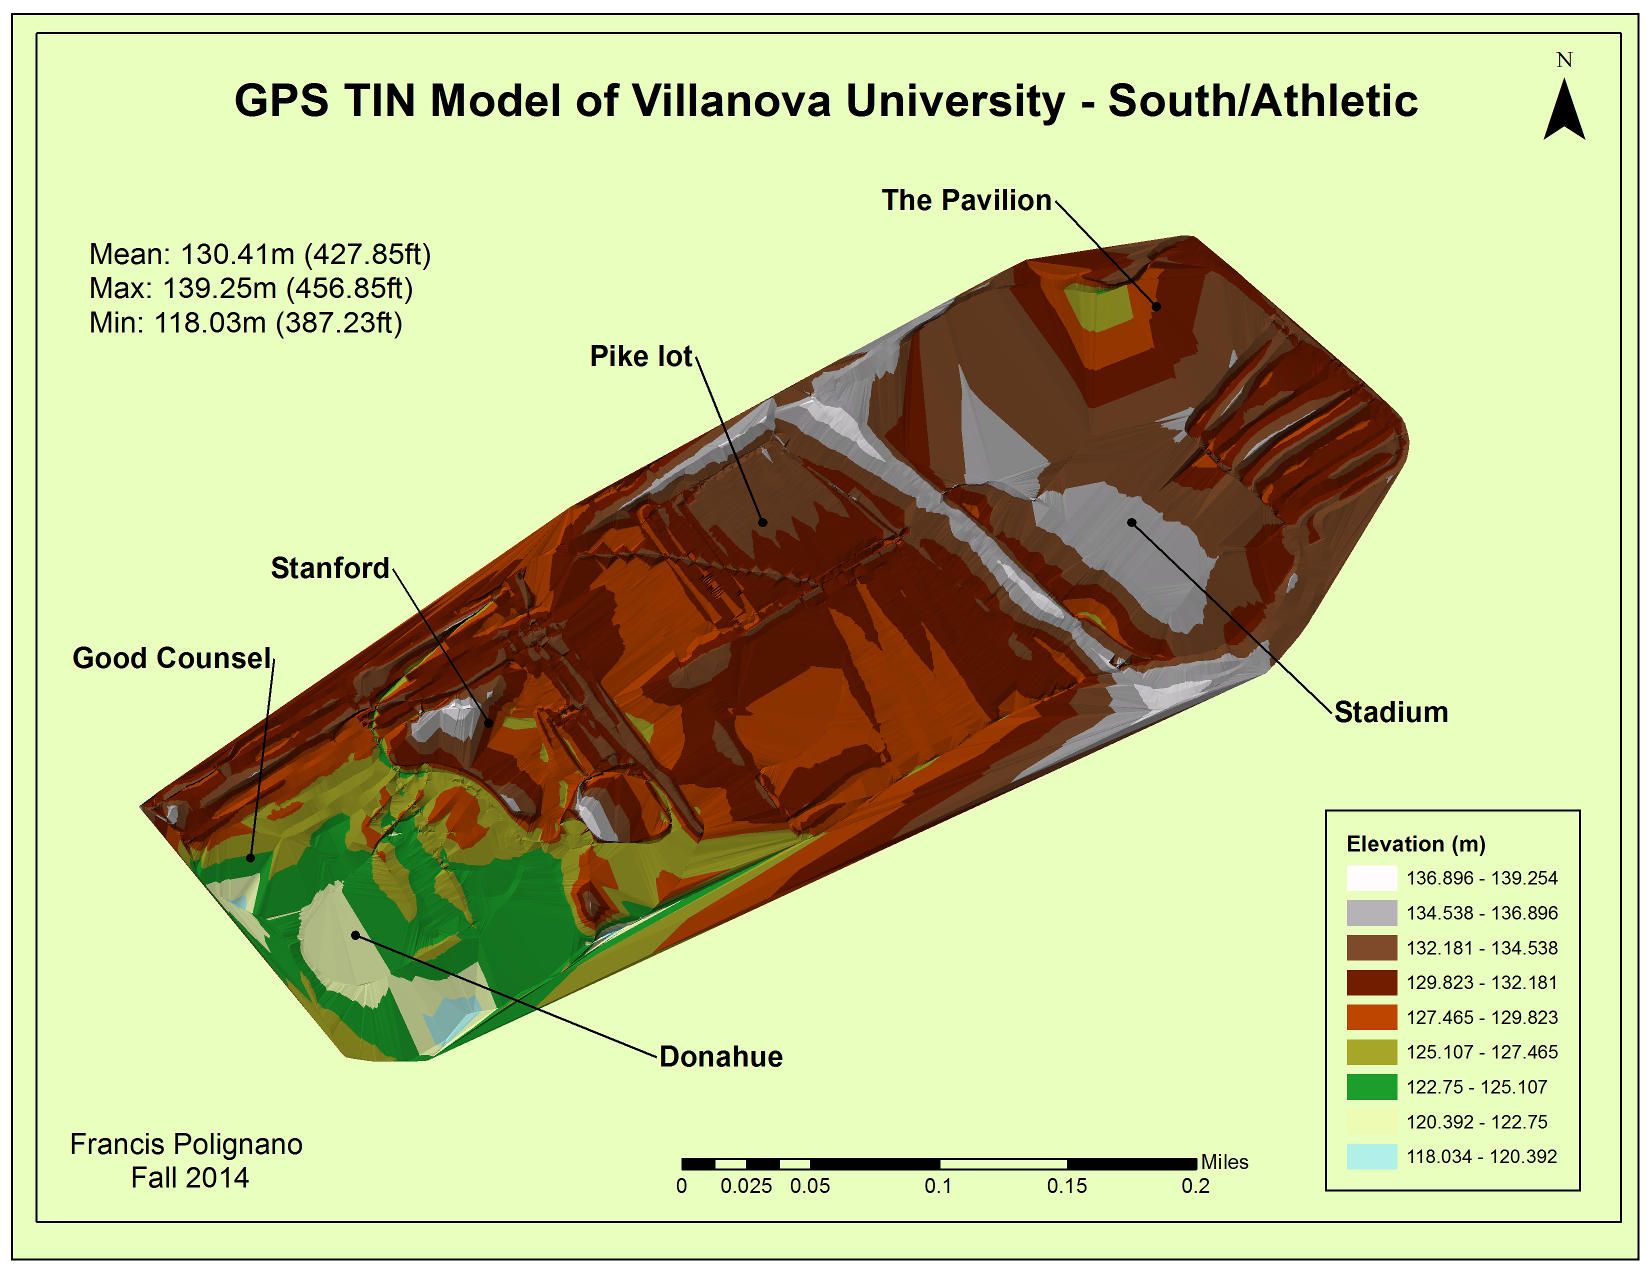 N
GPS TIN Model of Villanova University - South/Athletic
The Pavilion
Mean: 130.41m (427.85ft)
Max: 139.25m (456.85ft)
Min: 118.03m (387.23ft)
Pike lot
Stanford
Good Counsel
Stadium
Donahue
Elevation (m)
136.896 - 139.254
134.538 - 136.896
132.181 - 134.538
129.823 - 132.181
127.465 - 129.823
125.107 - 127.465
122.75 - 125.107
120.392 - 122.75
118.034 - 120.392
Francis Polignano
Fall 2014
Miles
0 0.025 0.05 0.1 0.15 0.2